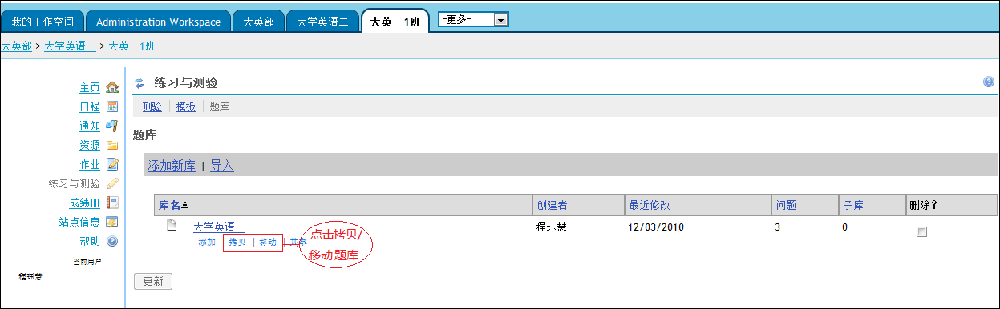 我的工作空间 Administration Workspace 大英部 大学英语二 大英一1班 -更多-
大英部 > 大学英语一 > 大英一1班
主页
日程
通知
资源
作业
练习与测验
成绩册
站点信息
帮助
当前用户
程珏慧
练习与测验
测验 | 模板 | 题库
题库
添加新库 | 导入
库名 创建者 最近修改 问题 子库 删除?
大学英语一 程珏慧 12/03/2010 3 0
添加 拷贝 | 移动 | 共享
点击拷贝/
移动题库
更新